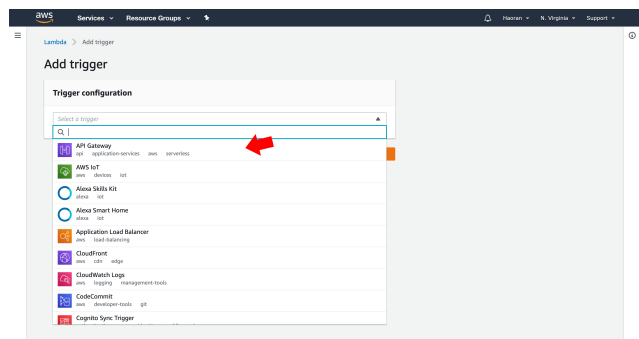 aws Services Resource Groups Haoran N. Virginia Support
Lambda > Add trigger
Add trigger
Trigger configuration
Select a trigger
API Gateway
api application-services aws serverless
AWS IoT
aws devices iot
Alexa Skills Kit
alexa iot
Alexa Smart Home
alexa iot
Application Load Balancer
aws load-balancing
CloudFront
aws cdn edge
CloudWatch Logs
aws logging management-tools
CodeCommit
aws developer-tools git
Cognito Sync Trigger